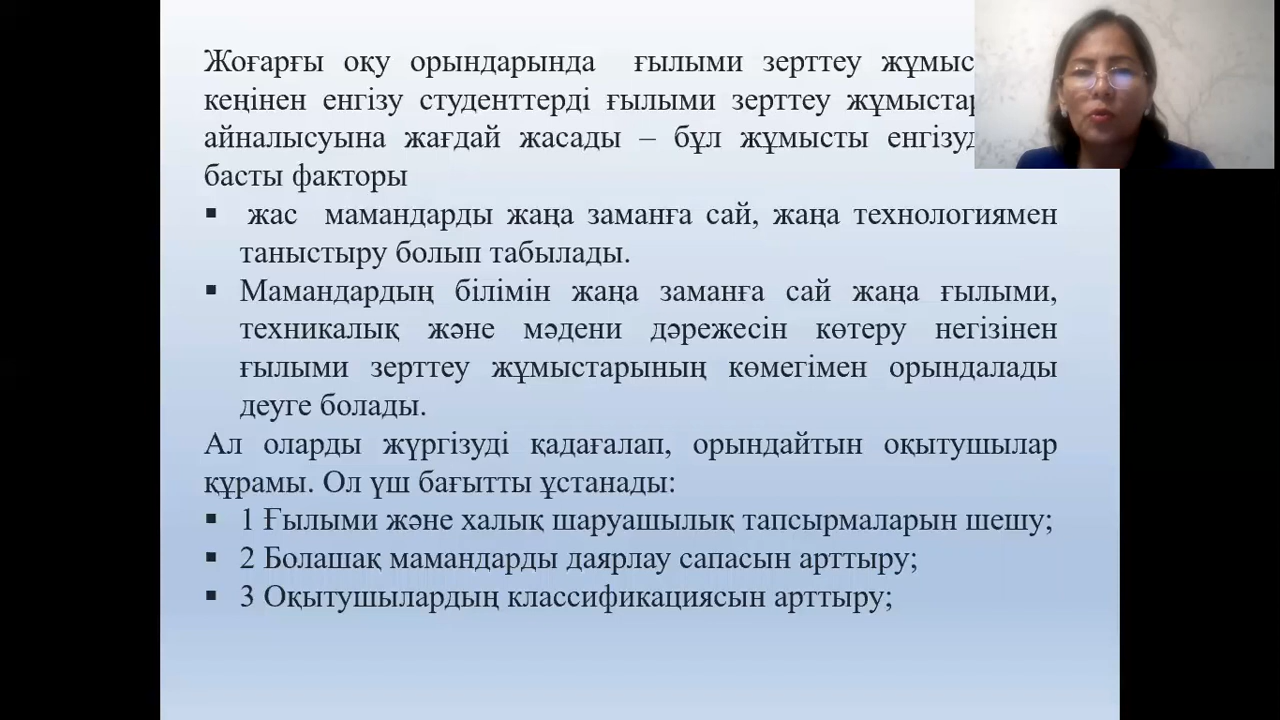 Жоғарғы оқу орындарында ғылыми зерттеу
кеңінен енгізу студенттерді ғылыми зерттеу
айналысуына жағдай жасады – бұл жұмысты
басты факторы
▪ жас мамандарды жаңа заманға сай, жаңа технологиямен
таныстыру болып табылады.
▪ Мамандардың білімін жаңа заманға сай жаңа ғылыми,
техникалық және мәдени дәрежесін көтеру негізінен
ғылыми зерттеу жұмыстарының көмегімен орындалады
деуге болады.
Ал оларды жүргізуді қадағалап, орындайтын оқытушылар
құрамы. Ол үш бағытты ұстанады:
▪ 1 Ғылыми және халық шаруашылық тапсырмаларын шешу;
▪ 2 Болашақ мамандарды даярлау сапасын арттыру;
▪ 3 Оқытушылардың классификациясын арттыру;